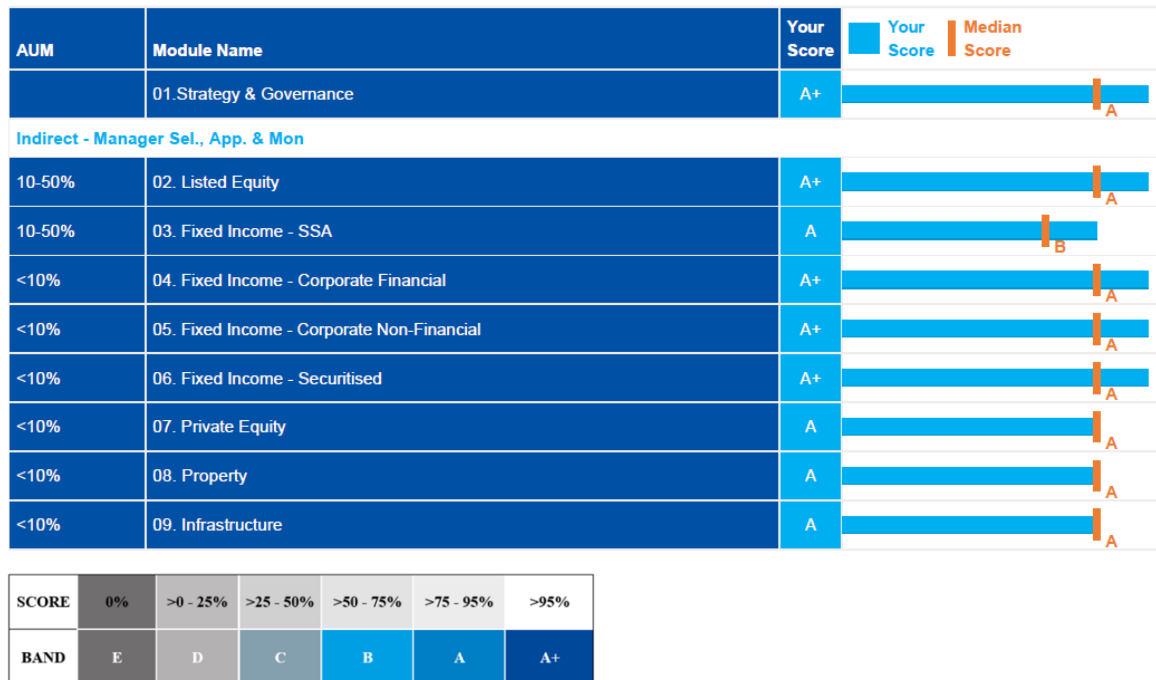 AUM Module Name Your Score Your Score Median Score
01.Strategy & Governance A+ A
Indirect - Manager Sel., App. & Mon
10-50% 02. Listed Equity A+ A
10-50% 03. Fixed Income - SSA A B
<10% 04. Fixed Income - Corporate Financial A+ A
<10% 05. Fixed Income - Corporate Non-Financial A+ A
<10% 06. Fixed Income - Securitised A+ A
<10% 07. Private Equity A A
<10% 08. Property A A
<10% 09. Infrastructure A A
SCORE 0% >0 - 25% >25 - 50% >50 - 75% >75 - 95% >95%
BAND E D C B A A+